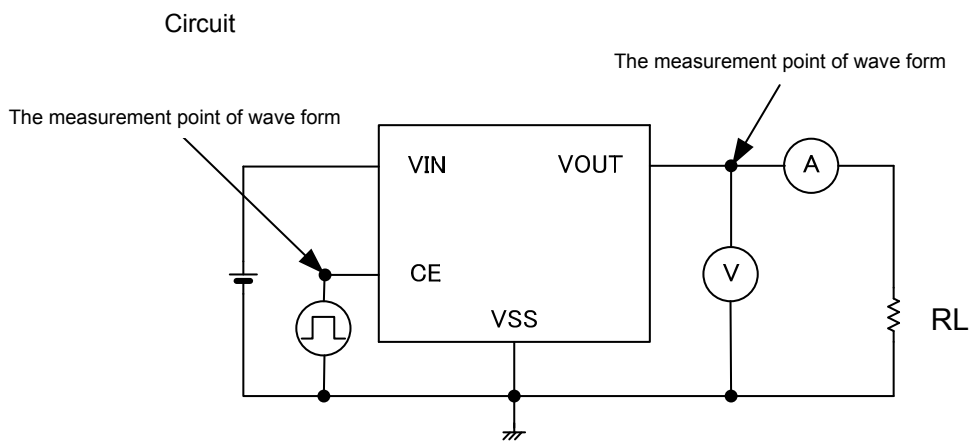 Circuit
The measurement point of wave form
The measurement point of wave form
VIN
VOUT
A
CE
V
VSS
RL